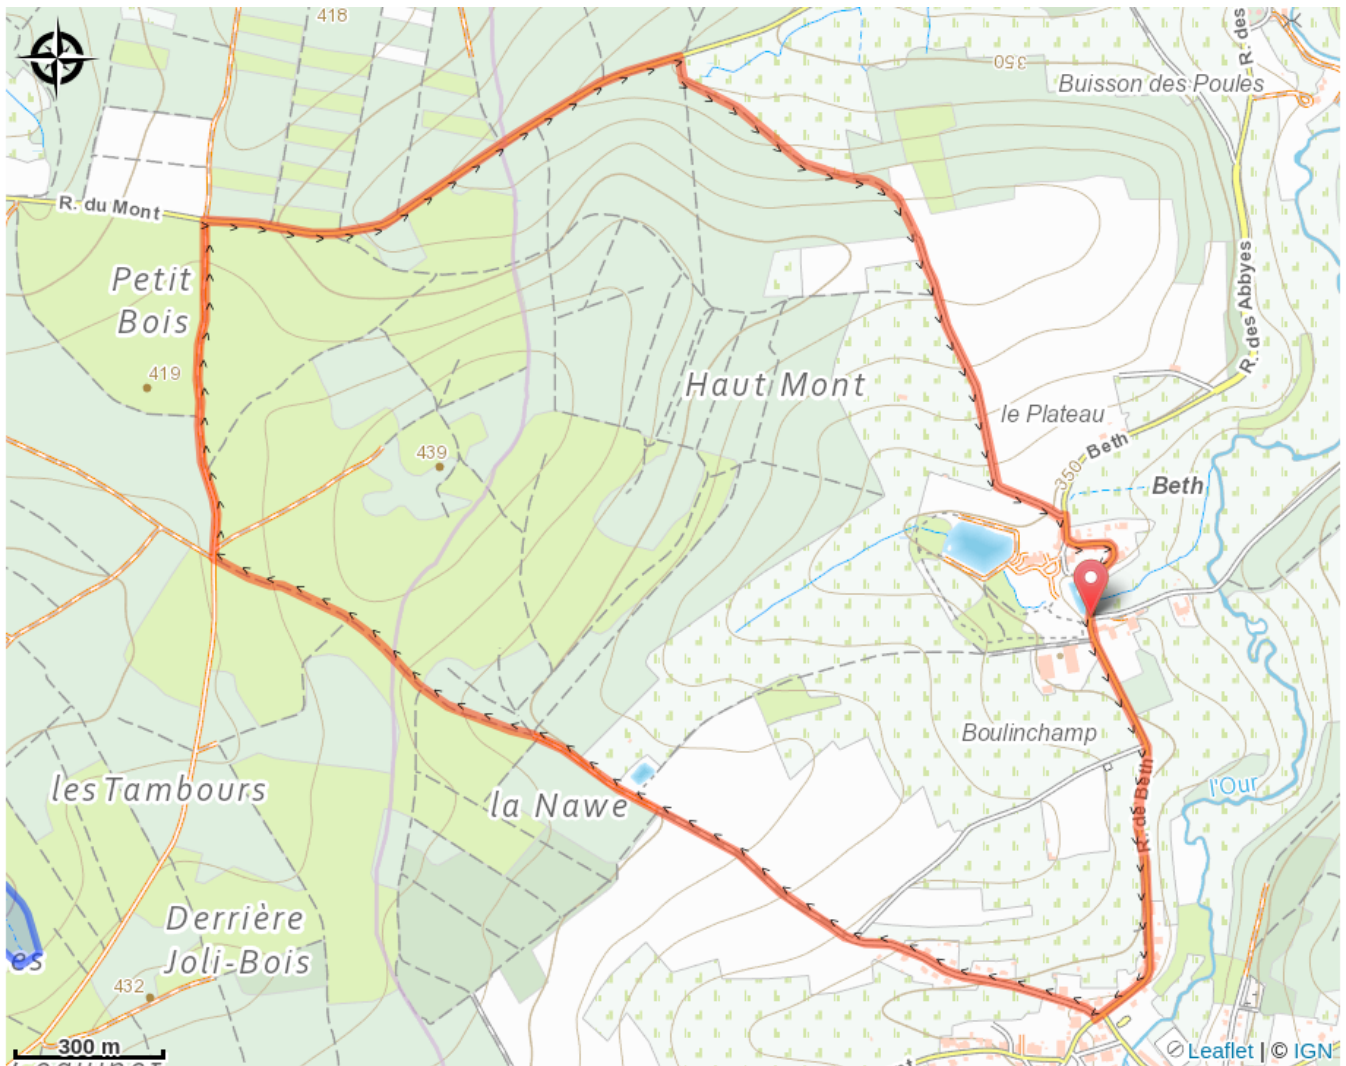 418
R. des
350
Buisson des Poules
R. du Mont
R. des Abbyes
Petit
Bois
419
Haut Mont
le Plateau
Beth
439
350
Beth
Boulinchamp
R. de Beth
l'Our
les Tambours
la Nawe
Derrière
Joli-Bois
es
432
300 m
Leaflet | © IGN